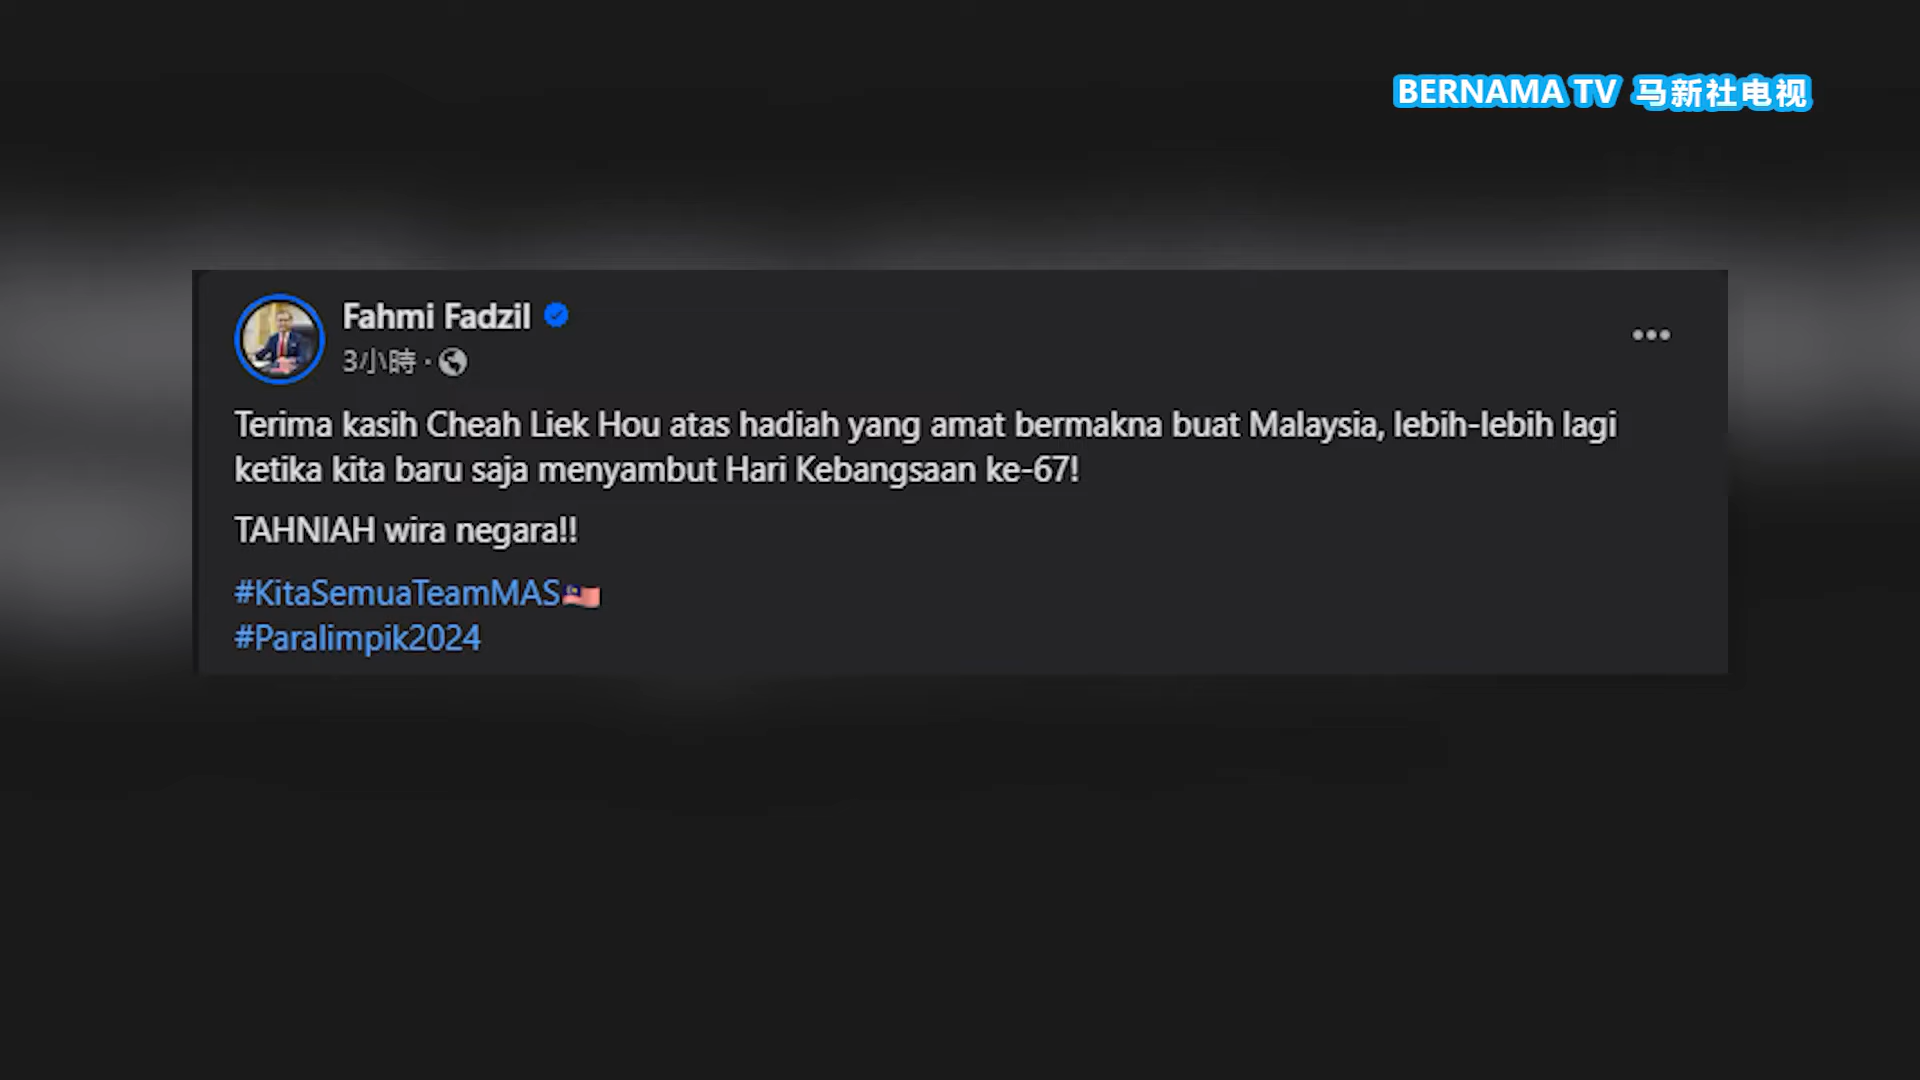 BERNAMA TV 马新社电视
Fahmi Fadzil
3小時
Terima kasih Cheah Liek Hou atas hadiah yang amat bermakna buat Malaysia, lebih-lebih lagi
ketika kita baru saja menyambut Hari Kebangsaan ke-67!
TAHNIAH wira negara!!
#KitaSemuaTeamMAS🇲🇾
#Paralimpik2024